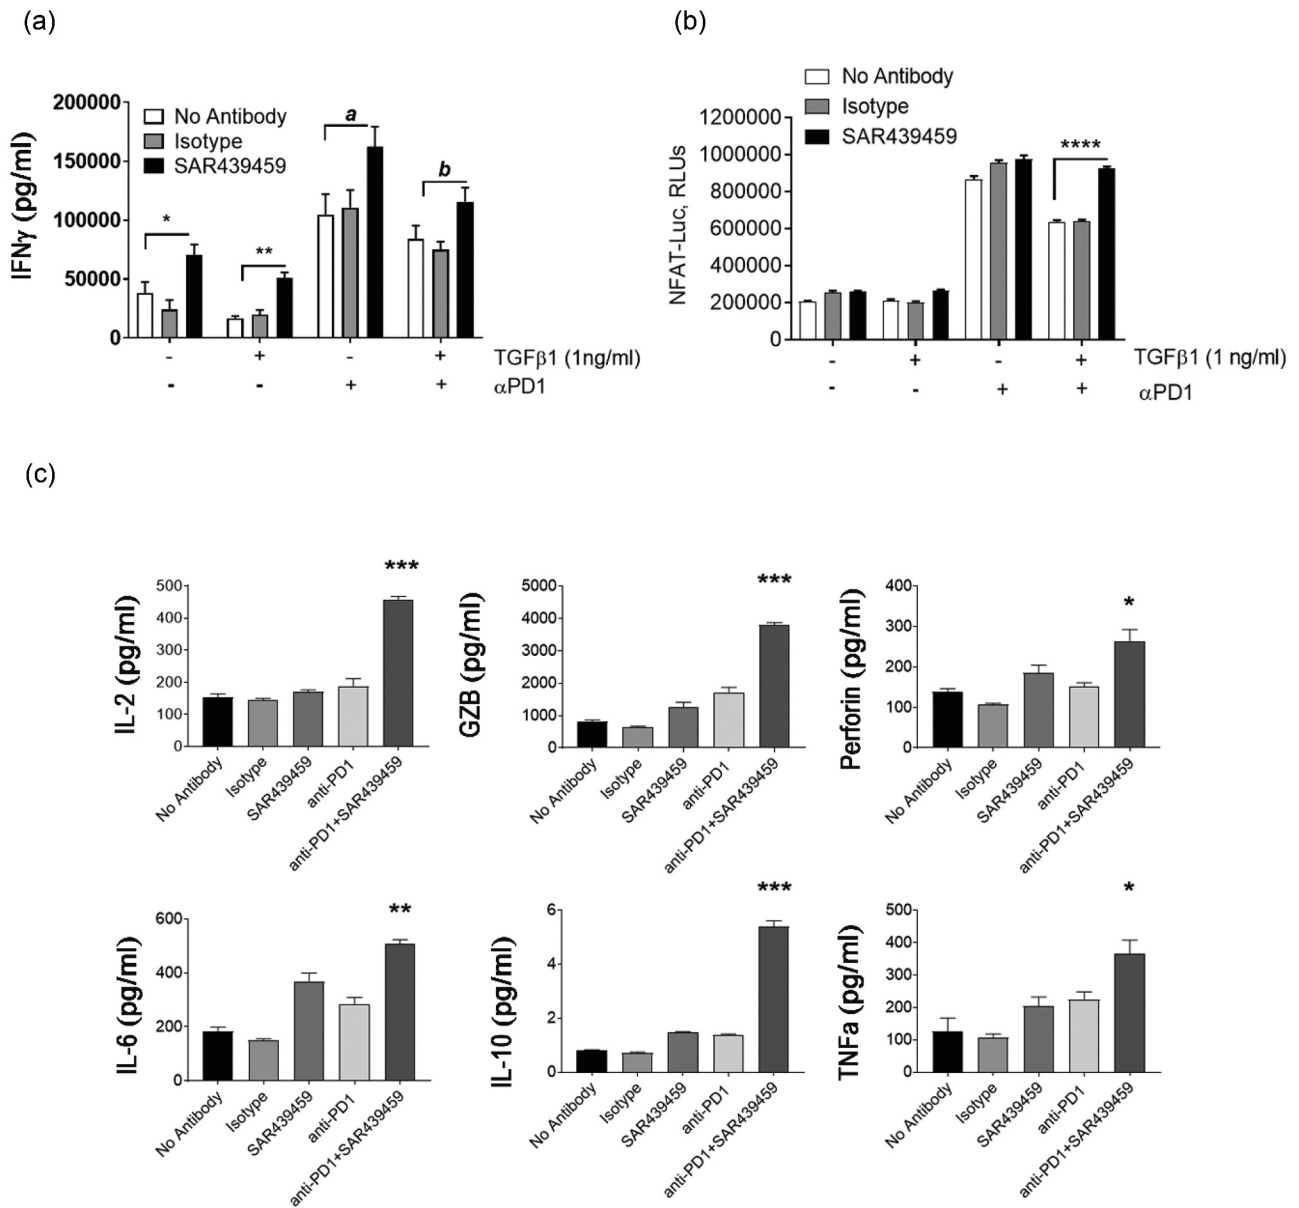 (a)
IFNγ (pg/ml)
200000
150000
100000
50000
0
No Antibody
Isotype
SAR439459
*
**
a
b
- + - + TGFβ1 (1ng/ml)
- - + + αPD1
(b)
NFAT-Luc, RLUs
1200000
1000000
800000
600000
400000
200000
0
No Antibody
Isotype
SAR439459
****
- + - + TGFβ1 (1 ng/ml)
- - + + αPD1
(c)
IL-2 (pg/ml)
500
400
300
200
100
0
***
No Antibody
Isotype
SAR439459
anti-PD1
anti-PD1+SAR439459
GZB (pg/ml)
5000
4000
3000
2000
1000
0
***
No Antibody
Isotype
SAR439459
anti-PD1
anti-PD1+SAR439459
Perforin (pg/ml)
400
300
200
100
0
*
No Antibody
Isotype
SAR439459
anti-PD1
anti-PD1+SAR439459
IL-6 (pg/ml)
600
400
200
0
**
No Antibody
Isotype
SAR439459
anti-PD1
anti-PD1+SAR439459
IL-10 (pg/ml)
6
4
2
0
***
No Antibody
Isotype
SAR439459
anti-PD1
anti-PD1+SAR439459
TNFa (pg/ml)
500
400
300
200
100
0
*
No Antibody
Isotype
SAR439459
anti-PD1
anti-PD1+SAR439459